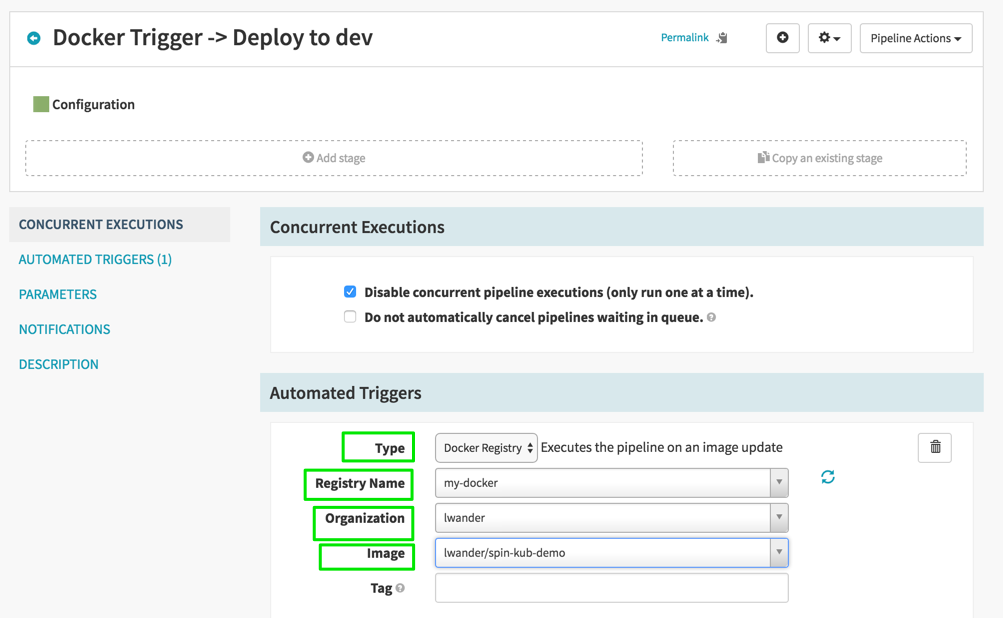 Docker Trigger -> Deploy to dev
Permalink
Pipeline Actions
Configuration
Add stage
Copy an existing stage
CONCURRENT EXECUTIONS
AUTOMATED TRIGGERS (1)
PARAMETERS
NOTIFICATIONS
DESCRIPTION
Concurrent Executions
Disable concurrent pipeline executions (only run one at a time).
Do not automatically cancel pipelines waiting in queue.
Automated Triggers
Type Docker Registry Executes the pipeline on an image update
Registry Name my-docker
Organization lwander
Image lwander/spin-kub-demo
Tag